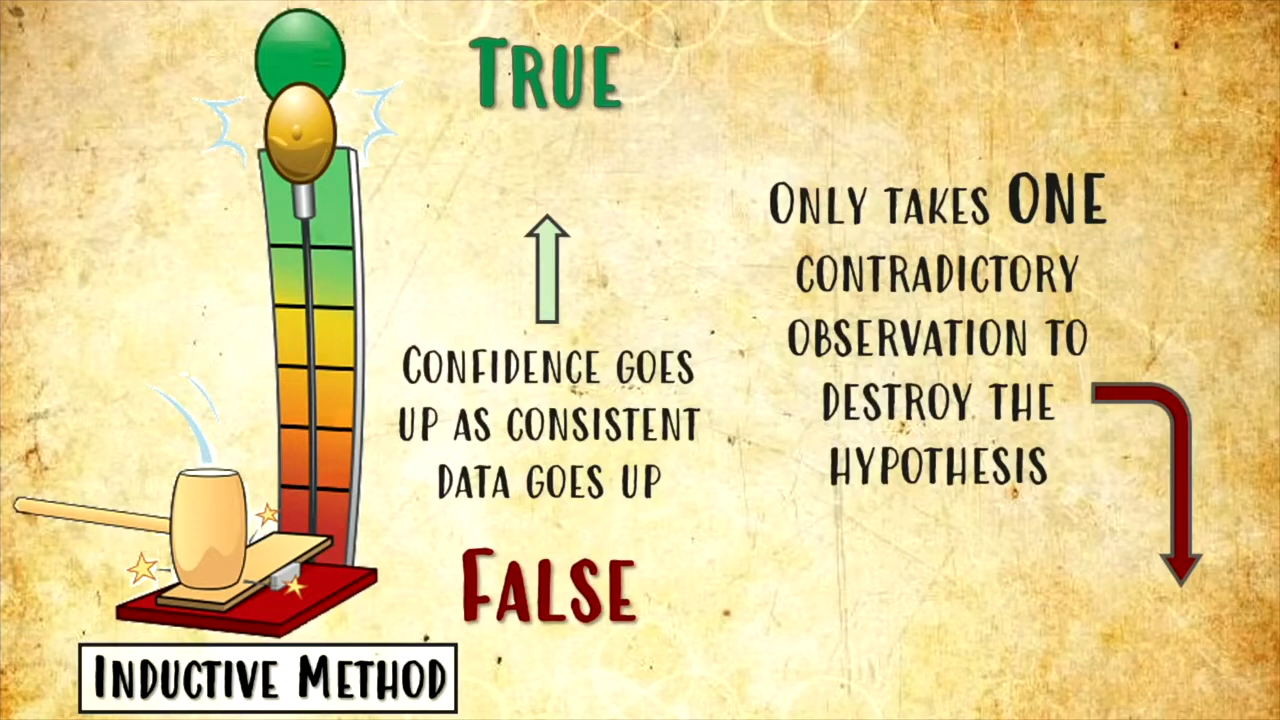 TRUE
CONFIDENCE GOES
UP AS CONSISTENT
DATA GOES UP
FALSE
ONLY TAKES ONE
CONTRADICTORY
OBSERVATION TO
DESTROY THE
HYPOTHESIS
INDUCTIVE METHOD